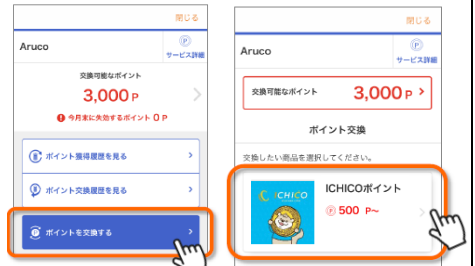 閉じる
Aruco
P
サービス詳細
交換可能なポイント
3,000 P
! 今月末に失効するポイント 0 P
ポイント獲得履歴を見る
ポイント交換履歴を見る
ポイントを交換する
閉じる
Aruco
P
サービス詳細
交換可能なポイント 3,000 P
ポイント交換
交換したい商品を選択してください。
ICHICO
ICHICOポイント
P 500 P~